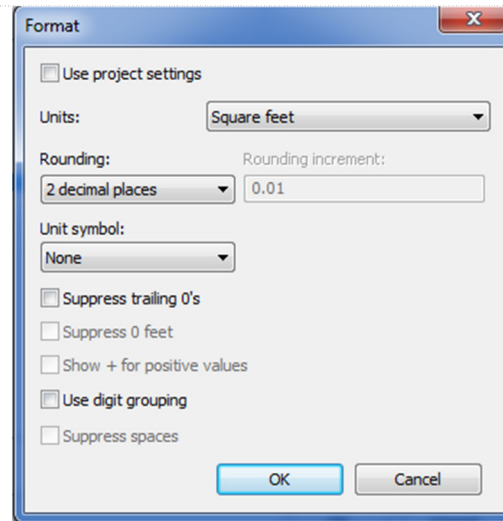 Format
Use project settings
Units: Square feet
Rounding: Rounding increment:
2 decimal places 0.01
Unit symbol:
None
Suppress trailing 0's
Suppress 0 feet
Show + for positive values
Use digit grouping
Suppress spaces
OK Cancel